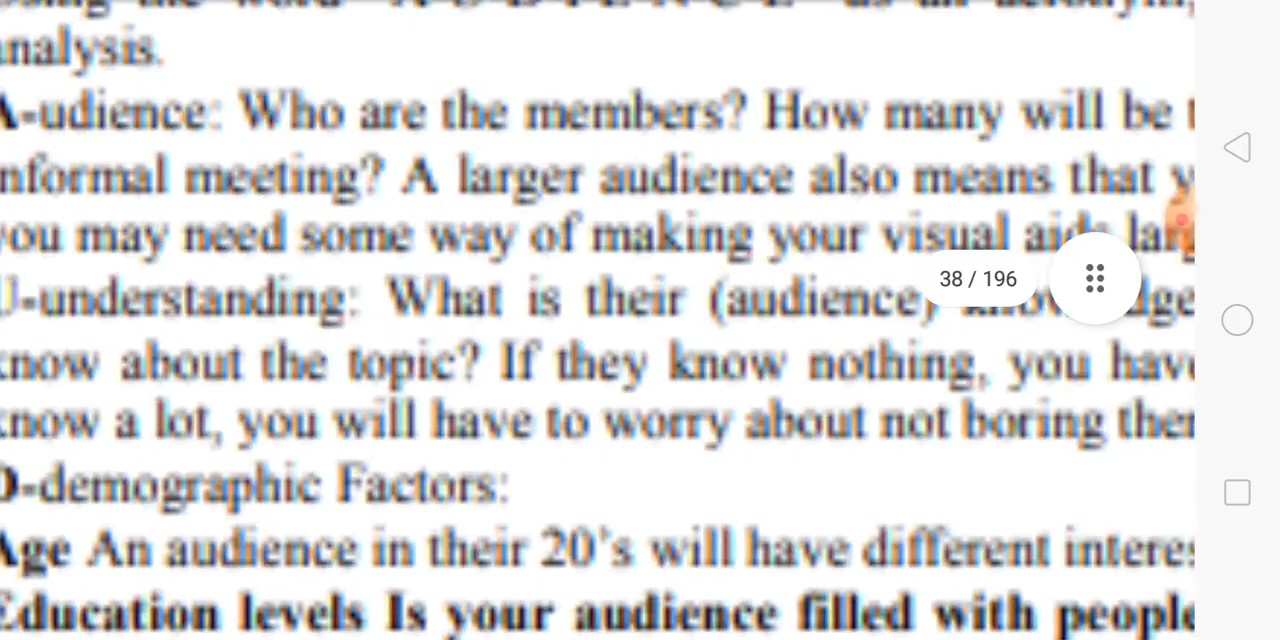 analysis.
A-udience: Who are the members? How many will be
informal meeting? A larger audience also means that
you may need some way of making your visual aids
U-understanding: What is their (audience)
know about the topic? If they know nothing, you have
know a lot, you will have to worry about not boring
D-demographic Factors:
Age An audience in their 20's will have different
Education levels Is your audience filled with people
38 / 196